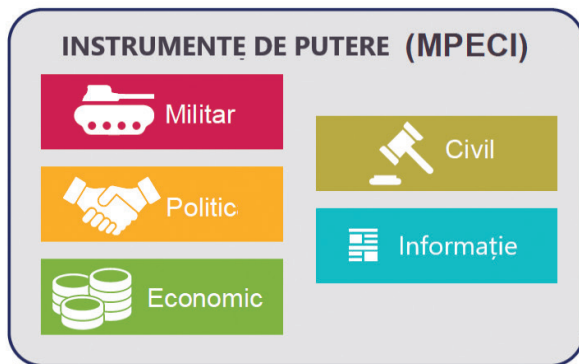 INSTRUMENTE DE PUTERE (MPECI)
Militar
Politic
Economic
Civil
Informație